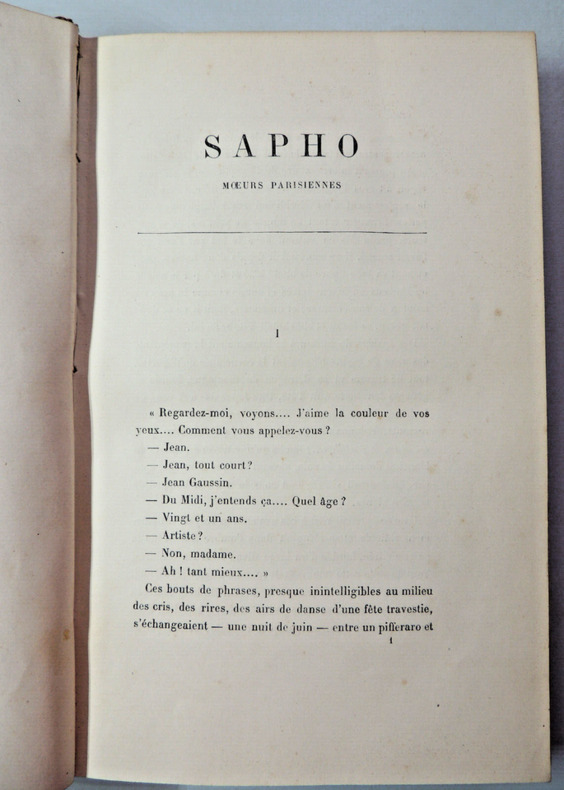 SAPHO
MŒURS PARISIENNES
I
« Regardez-moi, voyons.... J'aime la couleur de vos
yeux.... Comment vous appelez-vous ?
— Jean.
— Jean, tout court ?
— Jean Gaussin.
— Du Midi, j'entends ça.... Quel âge ?
— Vingt et un ans.
— Artiste ?
— Non, madame.
— Ah ! tant mieux.... »
Ces bouts de phrases, presque inintelligibles au milieu
des cris, des rires, des airs de danse d'une fête travestie,
s'échangeaient — une nuit de juin — entre un pifferaro et
1